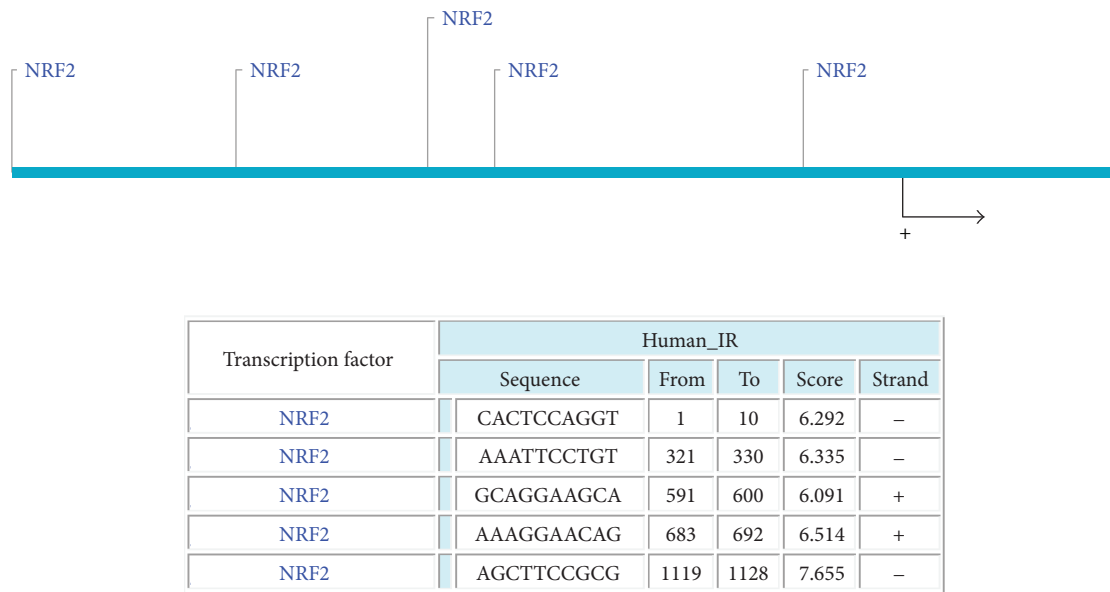 NRF2
NRF2 NRF2 NRF2 NRF2
+
Transcription factor Human_IR
Sequence From To Score Strand
NRF2 CACTCCAGGT 1 10 6.292 –
NRF2 AAATTCCTGT 321 330 6.335 –
NRF2 GCAGGAAGCA 591 600 6.091 +
NRF2 AAAGGAACAG 683 692 6.514 +
NRF2 AGCTTCCGCG 1119 1128 7.655 –